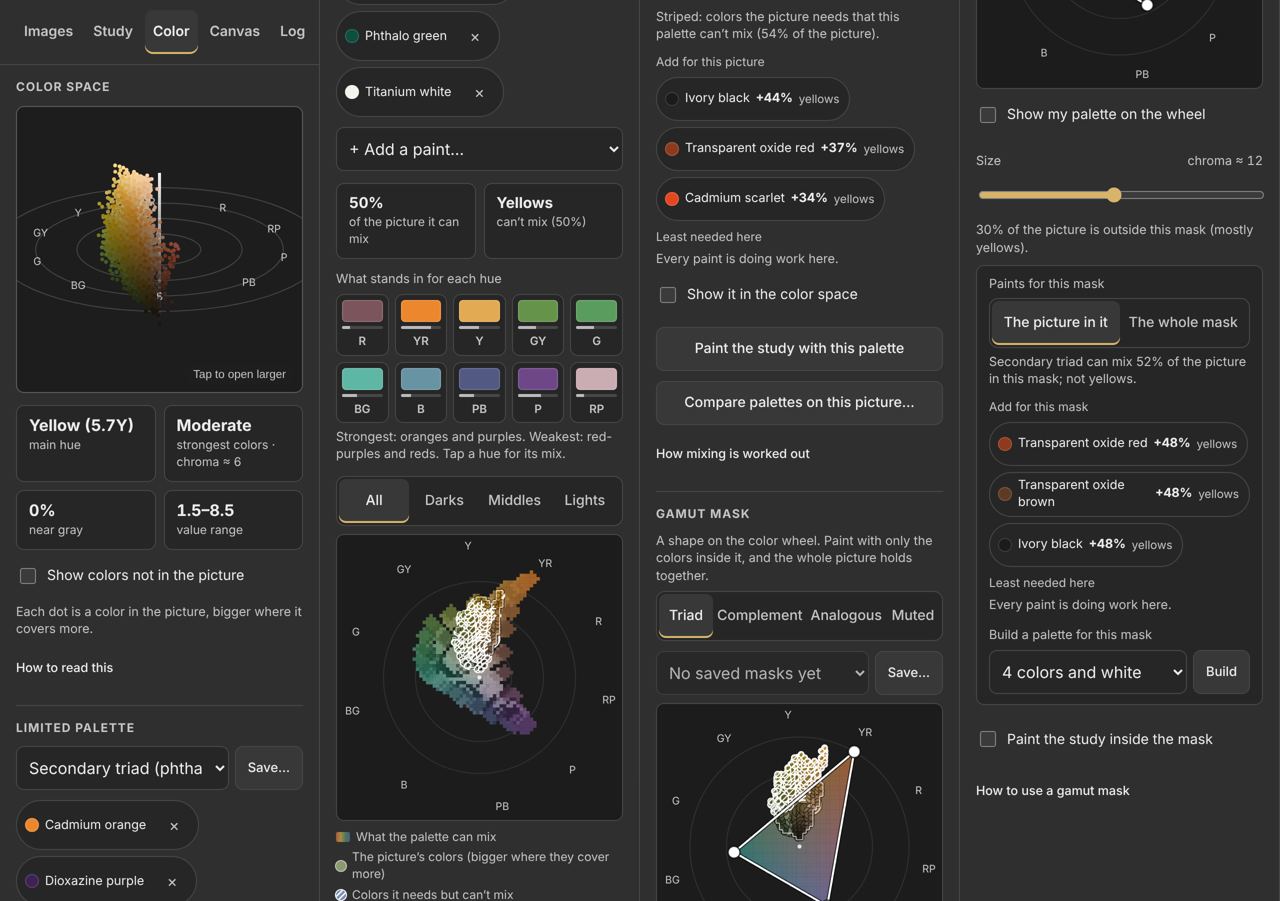 Images Study Color Canvas Log
COLOR SPACE
Y
R
GY
RP
G
P
BG
PB
B
Tap to open larger
Yellow (5.7Y)
main hue
Moderate
strongest colors ·
chroma ≈ 6
0%
near gray
1.5–8.5
value range
Show colors not in the picture
Each dot is a color in the picture, bigger where it
covers more.
How to read this
LIMITED PALETTE
Secondary triad (phtha
Save...
Cadmium orange ×
Dioxazine purple ×
Phthalo green ×
Titanium white ×
+ Add a paint...
50%
of the picture it can
mix
Yellows
can't mix (50%)
What stands in for each hue
R YR Y GY G
BG B PB P RP
Strongest: oranges and purples. Weakest: red-
purples and reds. Tap a hue for its mix.
All Darks Middles Lights
Y
YR
GY
R
G
RP
BG
P
B
PB
What the palette can mix
The picture's colors (bigger where they cover
more)
Colors it needs but can't mix
Striped: colors the picture needs that this
palette can't mix (54% of the picture).
Add for this picture
Ivory black +44% yellows
Transparent oxide red +37% yellows
Cadmium scarlet +34% yellows
Least needed here
Every paint is doing work here.
Show it in the color space
Paint the study with this palette
Compare palettes on this picture...
How mixing is worked out
GAMUT MASK
A shape on the color wheel. Paint with only the
colors inside it, and the whole picture holds
together.
Triad Complement Analogous Muted
No saved masks yet
Save...
Y
YR
GY
R
G
RP
BG
B
P
PB
Show my palette on the wheel
Size chroma ≈ 12
30% of the picture is outside this mask (mostly
yellows).
Paints for this mask
The picture in it The whole mask
Secondary triad can mix 52% of the picture
in this mask; not yellows.
Add for this mask
Transparent oxide red +48% yellows
Transparent oxide
brown +48% yellows
Ivory black +48% yellows
Least needed here
Every paint is doing work here.
Build a palette for this mask
4 colors and white
Build
Paint the study inside the mask
How to use a gamut mask